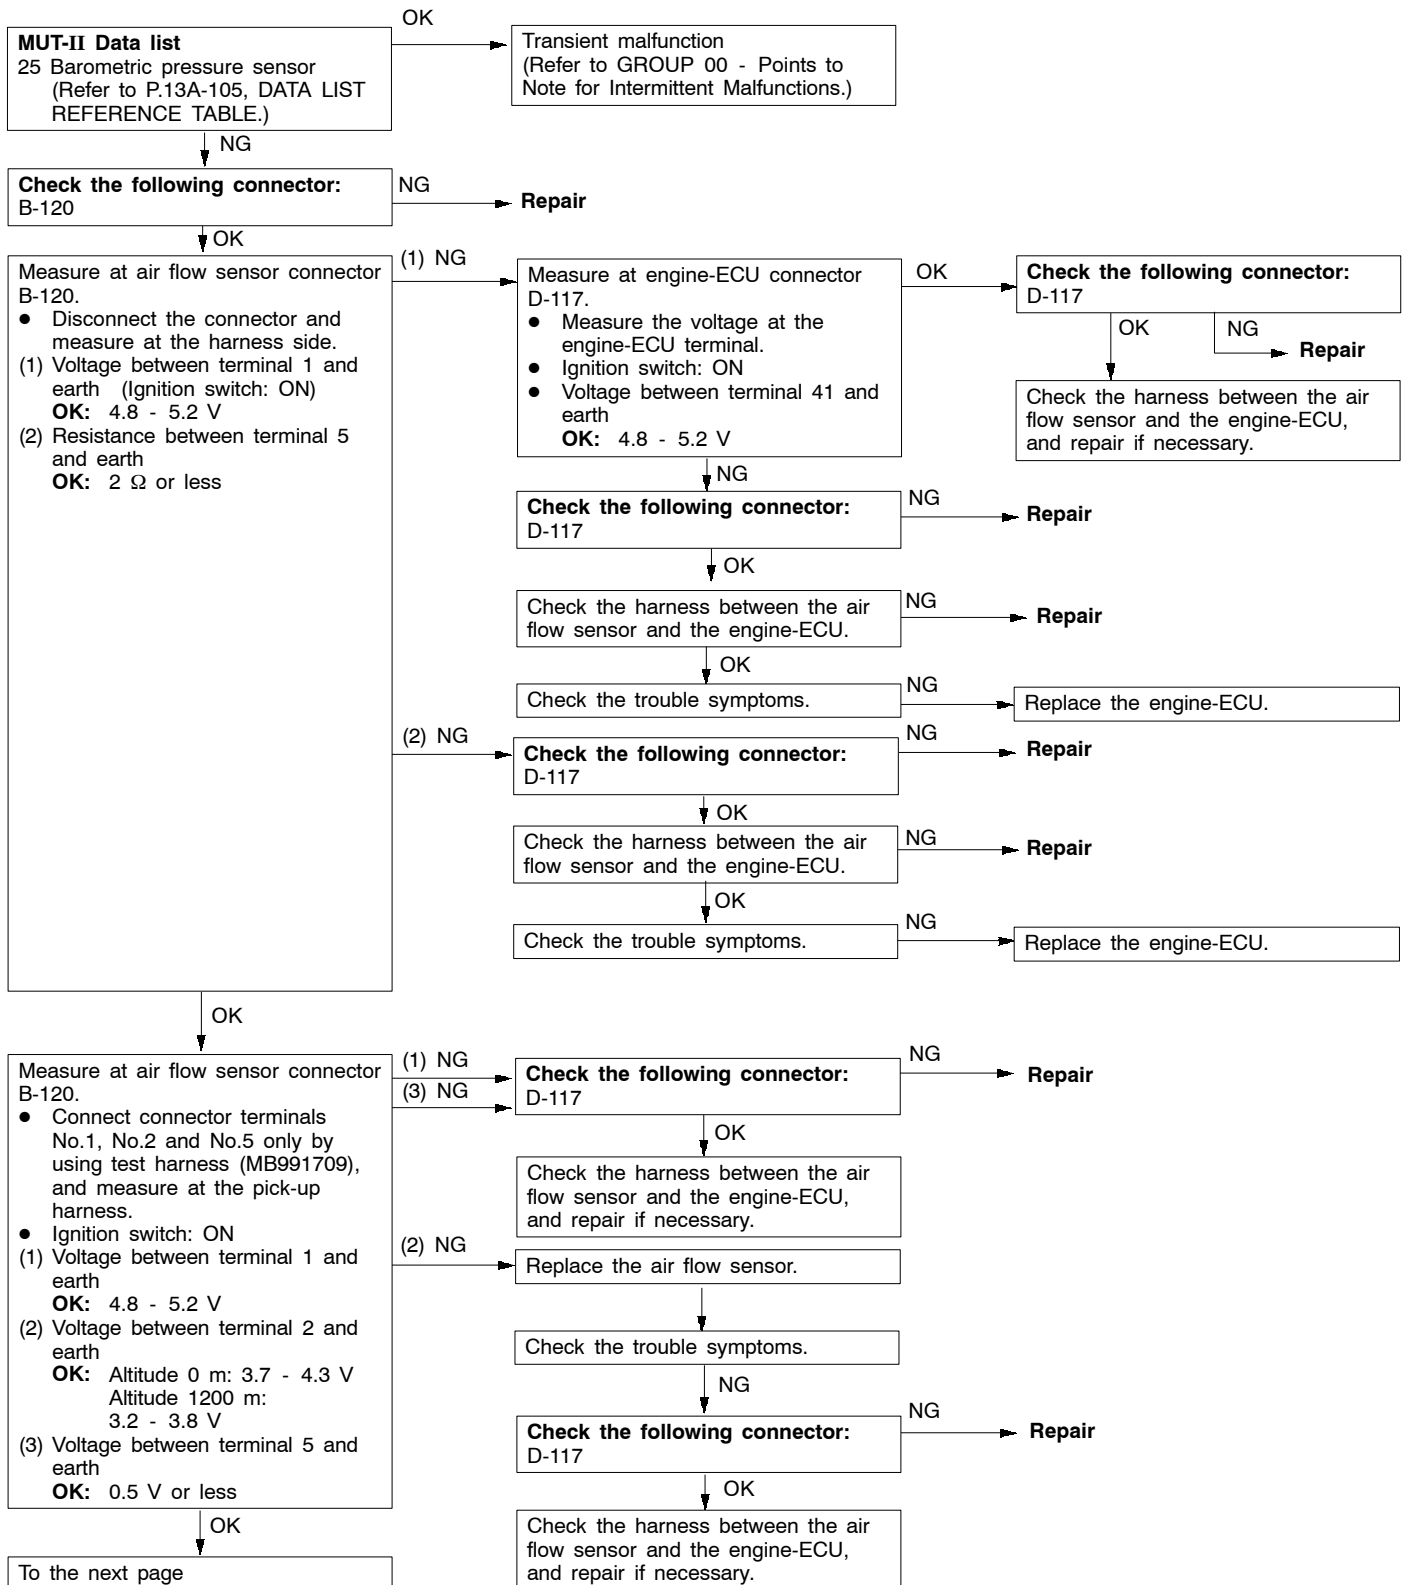 MUT-II Data list
25 Barometric pressure sensor
(Refer to P.13A-105, DATA LIST
REFERENCE TABLE.)
OK
Transient malfunction
(Refer to GROUP 00 - Points to
Note for Intermittent Malfunctions.)
NG
Check the following connector:
B-120
NG
Repair
OK
Measure at air flow sensor connector
B-120.
● Disconnect the connector and
measure at the harness side.
(1) Voltage between terminal 1 and
earth (Ignition switch: ON)
OK: 4.8 - 5.2 V
(2) Resistance between terminal 5
and earth
OK: 2 Ω or less
(1) NG
Measure at engine-ECU connector
D-117.
● Measure the voltage at the
engine-ECU terminal.
● Ignition switch: ON
● Voltage between terminal 41 and
earth
OK: 4.8 - 5.2 V
OK
Check the following connector:
D-117
OK
NG
Repair
Check the harness between the air
flow sensor and the engine-ECU,
and repair if necessary.
NG
Check the following connector:
D-117
NG
Repair
OK
Check the harness between the air
flow sensor and the engine-ECU.
NG
Repair
OK
Check the trouble symptoms.
NG
Replace the engine-ECU.
(2) NG
Check the following connector:
D-117
NG
Repair
OK
Check the harness between the air
flow sensor and the engine-ECU.
NG
Repair
OK
Check the trouble symptoms.
NG
Replace the engine-ECU.
OK
Measure at air flow sensor connector
B-120.
● Connect connector terminals
No.1, No.2 and No.5 only by
using test harness (MB991709),
and measure at the pick-up
harness.
● Ignition switch: ON
(1) Voltage between terminal 1 and
earth
OK: 4.8 - 5.2 V
(2) Voltage between terminal 2 and
earth
OK: Altitude 0 m: 3.7 - 4.3 V
Altitude 1200 m:
3.2 - 3.8 V
(3) Voltage between terminal 5 and
earth
OK: 0.5 V or less
(1) NG
(3) NG
Check the following connector:
D-117
NG
Repair
OK
Check the harness between the air
flow sensor and the engine-ECU,
and repair if necessary.
(2) NG
Replace the air flow sensor.
Check the trouble symptoms.
NG
Check the following connector:
D-117
NG
Repair
OK
Check the harness between the air
flow sensor and the engine-ECU,
and repair if necessary.
OK
To the next page